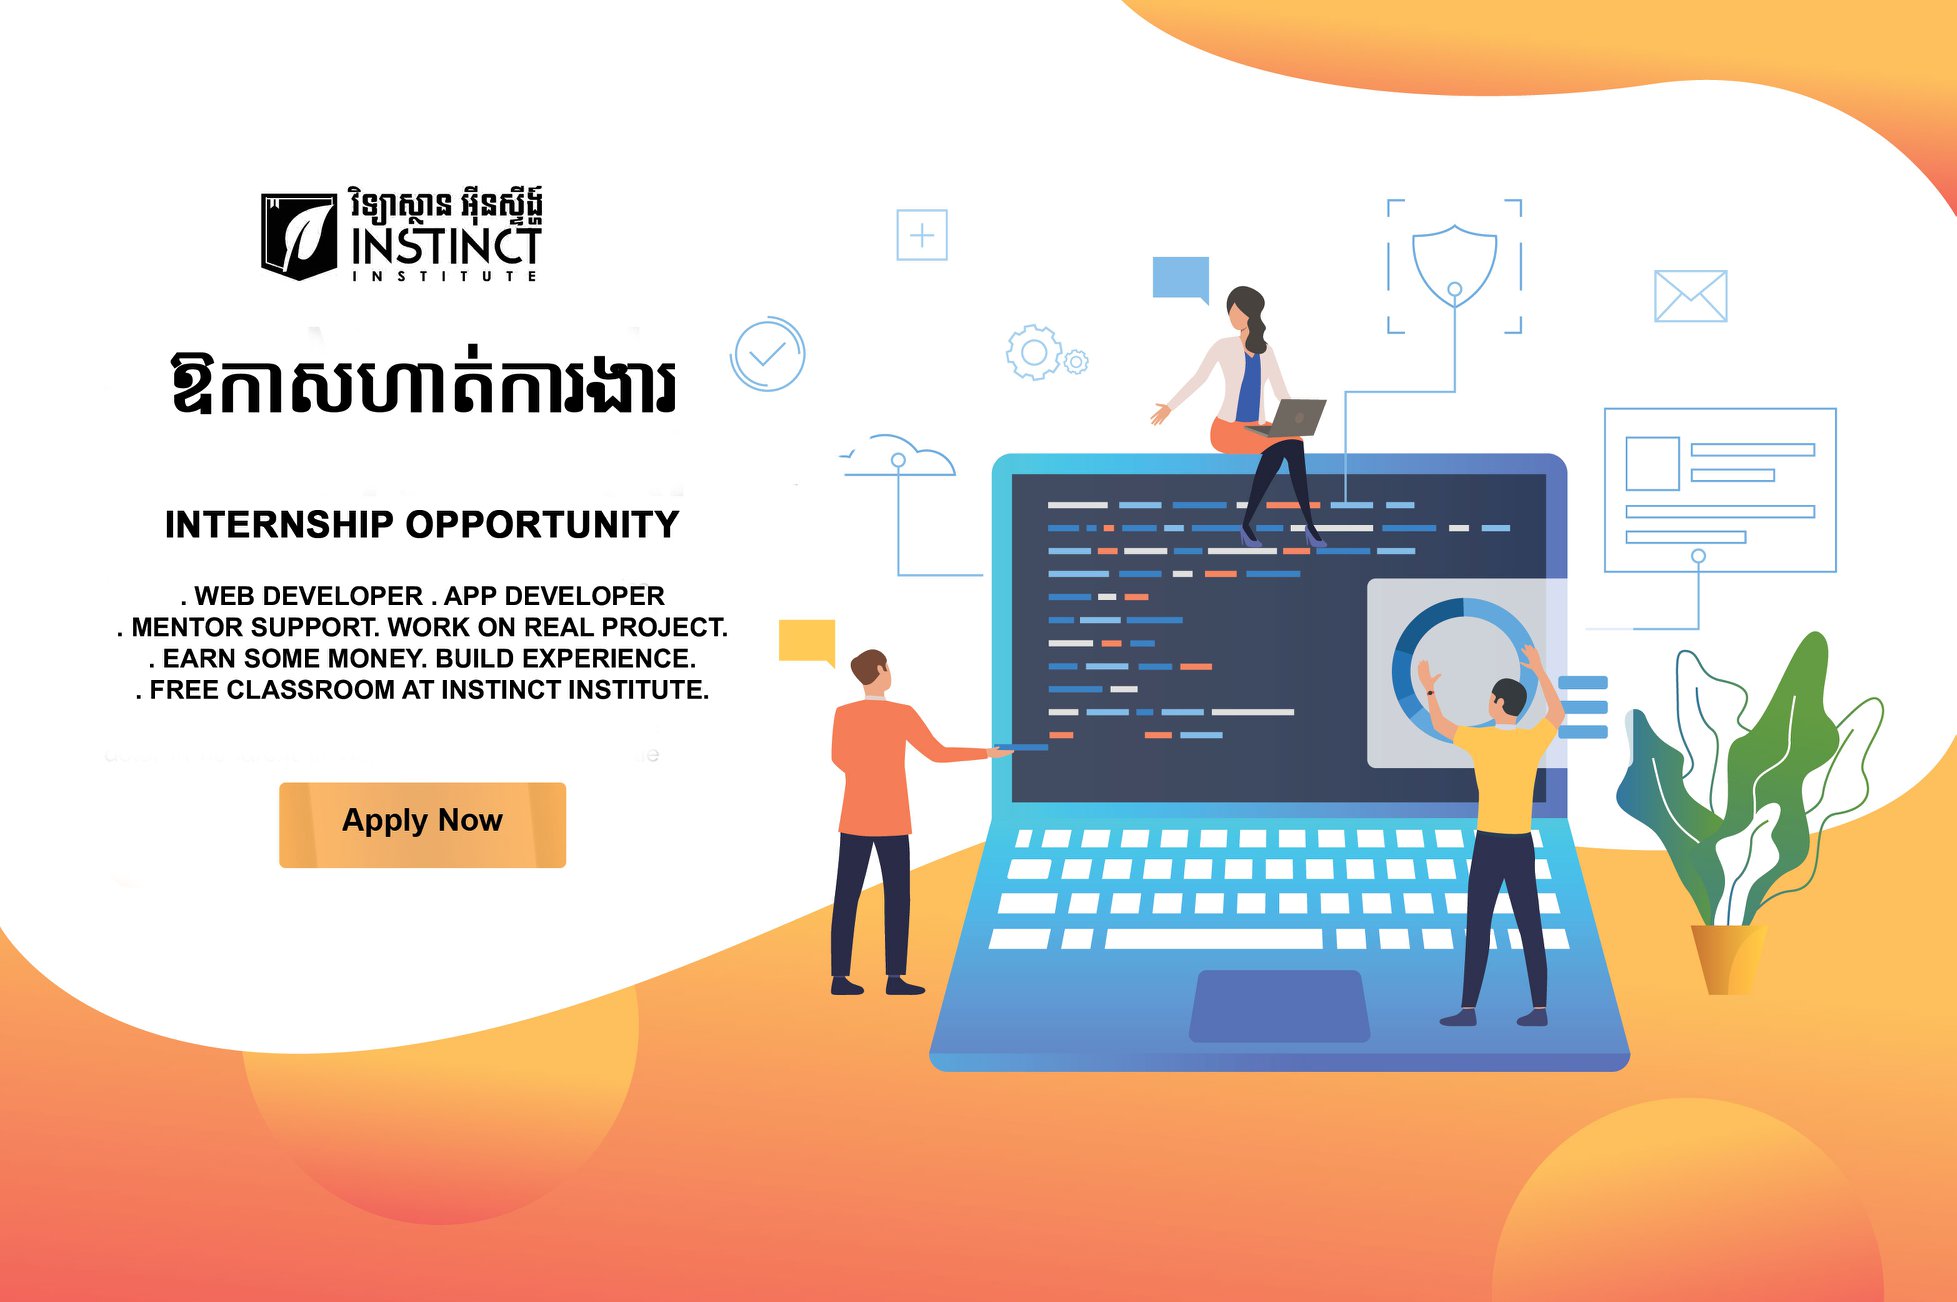 វិទ្យាស្ថាន អ៊ីនស្ទីង្ហ៍
INSTINCT
INSTITUTE
ឱកាសហាត់ការងារ
INTERNSHIP OPPORTUNITY
. WEB DEVELOPER . APP DEVELOPER
. MENTOR SUPPORT. WORK ON REAL PROJECT.
. EARN SOME MONEY. BUILD EXPERIENCE.
. FREE CLASSROOM AT INSTINCT INSTITUTE.
Apply Now